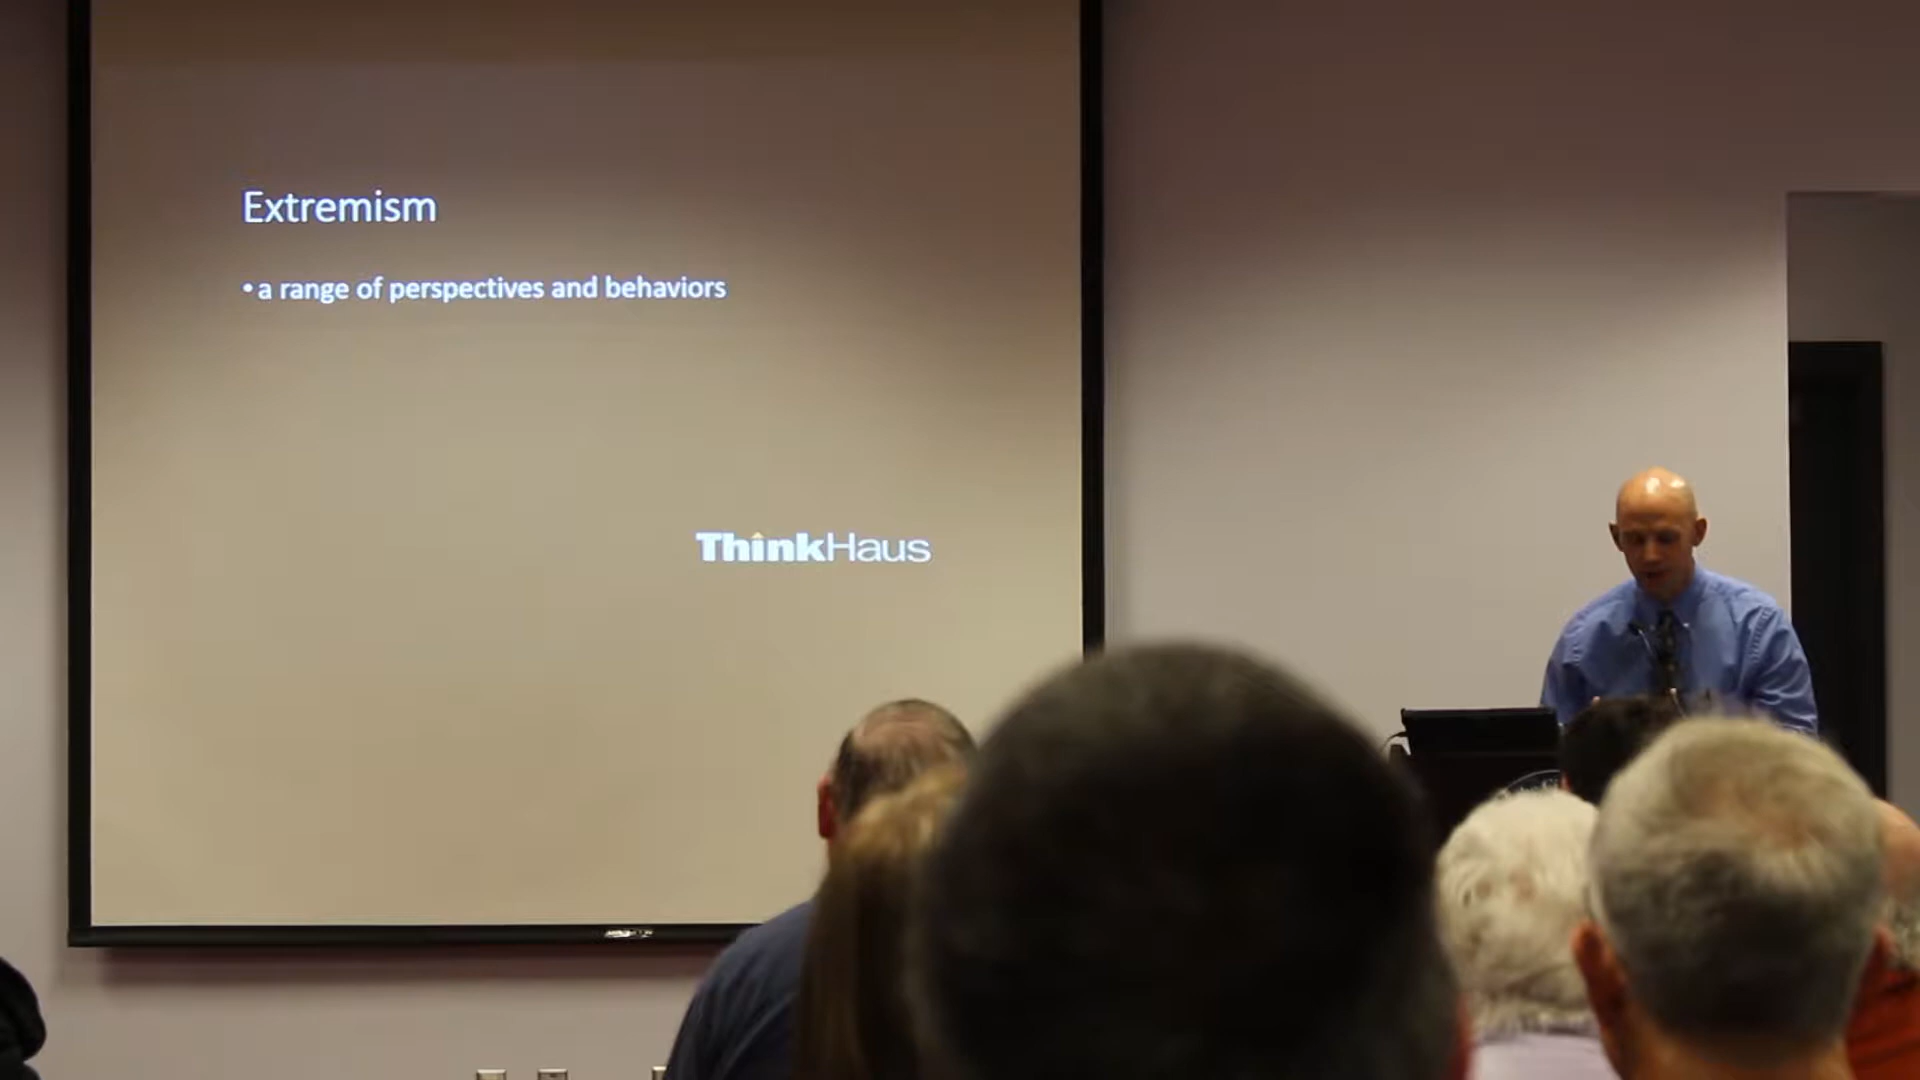 Extremism
• a range of perspectives and behaviors
ThinkHaus